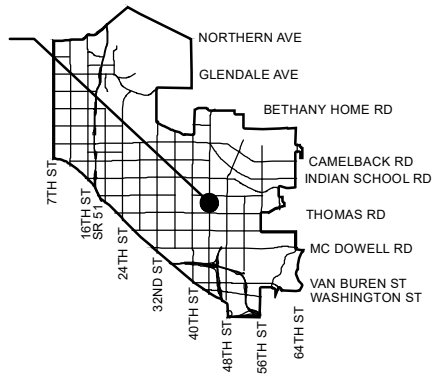 NORTHERN AVE
GLENDALE AVE
BETHANY HOME RD
CAMELBACK RD
INDIAN SCHOOL RD
THOMAS RD
MC DOWELL RD
VAN BUREN ST
WASHINGTON ST
7TH ST
16TH ST
SR 51
24TH ST
32ND ST
40TH ST
48TH ST
56TH ST
64TH ST